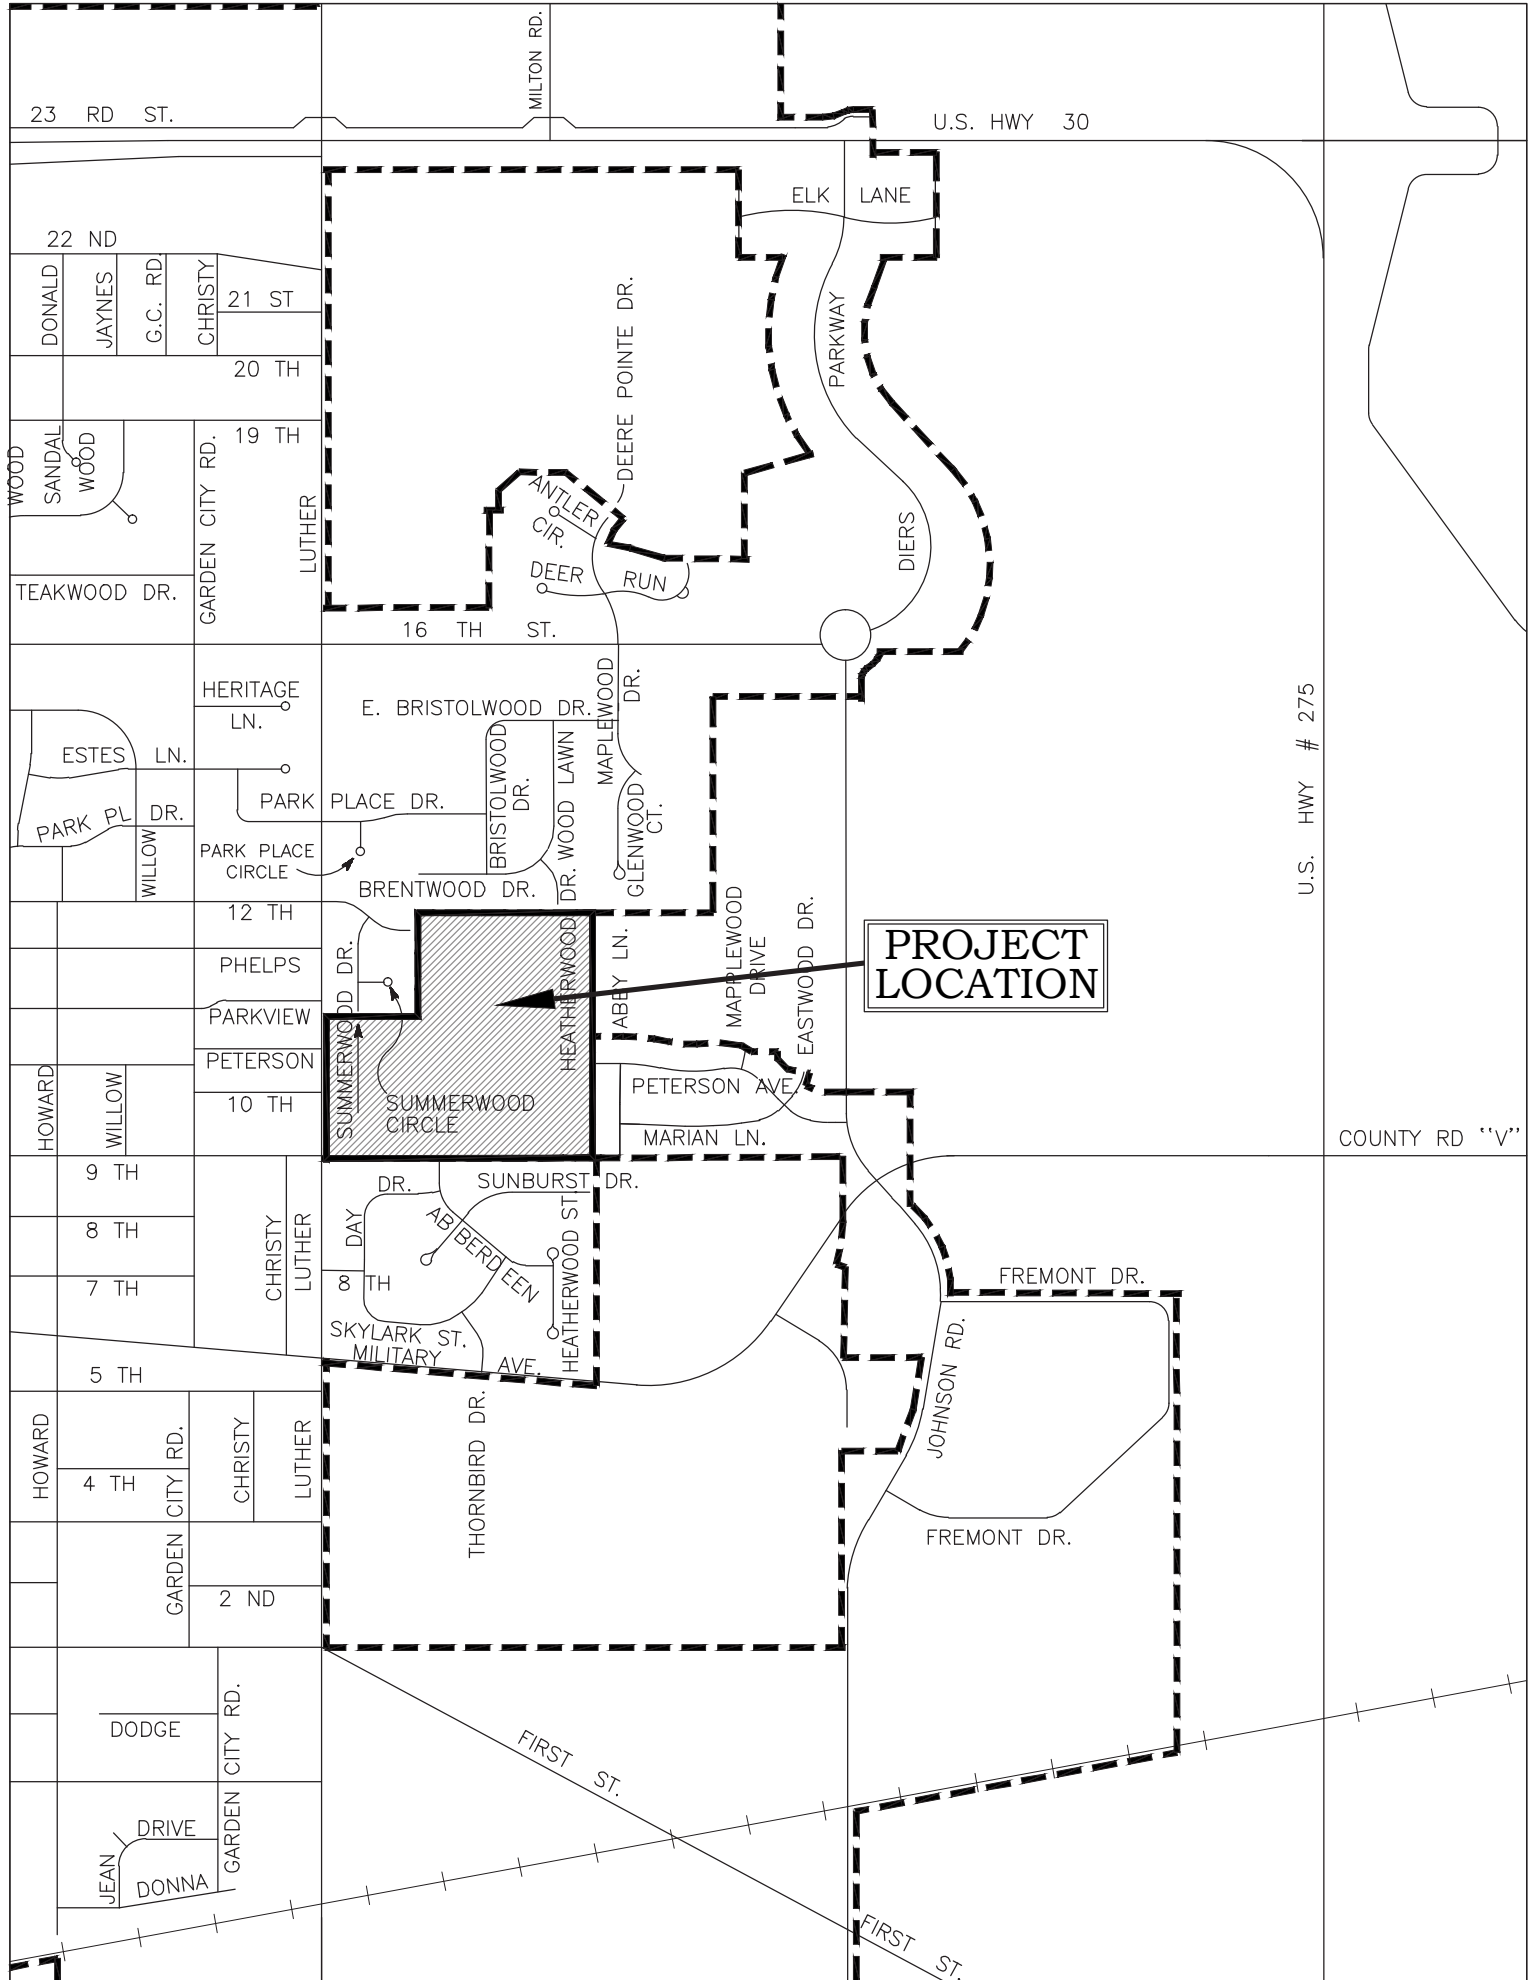 MILTON RD.
23 RD ST.
U.S. HWY 30
ELK LANE
22 ND
DONALD
JAYNES
G.C. RD.
CHRISTY
21 ST
20 TH
DEERE POINTE DR.
PARKWAY
19 TH
WOOD
SANDAL
WOOD
GARDEN CITY RD.
LUTHER
ANTLER
CIR.
DIERS
DEER RUN
TEAKWOOD DR.
16 TH ST.
HERITAGE
LN.
E. BRISTOLWOOD DR.
MAPLEWOOD
DR.
U.S. HWY # 275
ESTES LN.
BRISTOLWOOD
DR.
DR. WOOD LAWN
PARK PLACE DR.
PARK PL DR.
WILLOW
GLENWOOD
CT.
PARK PLACE
CIRCLE
BRENTWOOD DR.
12 TH
MAPPLEWOOD
DRIVE
EASTWOOD DR.
HEATHERWOOD
ABBY LN.
PROJECT
LOCATION
PHELPS
SUMMERWOOD DR.
PARKVIEW
PETERSON
PETERSON AVE.
HOWARD
WILLOW
10 TH
SUMMERWOOD
CIRCLE
MARIAN LN.
COUNTY RD "V"
9 TH
DR.
SUNBURST DR.
DAY
ABBERDEEN
HEATHERWOOD ST.
8 TH
CHRISTY
LUTHER
8 TH
7 TH
FREMONT DR.
SKYLARK ST.
MILITARY AVE.
5 TH
JOHNSON RD.
HOWARD
GARDEN CITY RD.
CHRISTY
LUTHER
THORNBIRD DR.
4 TH
FREMONT DR.
2 ND
DODGE
GARDEN CITY RD.
FIRST ST.
DRIVE
JEAN
DONNA
FIRST ST.